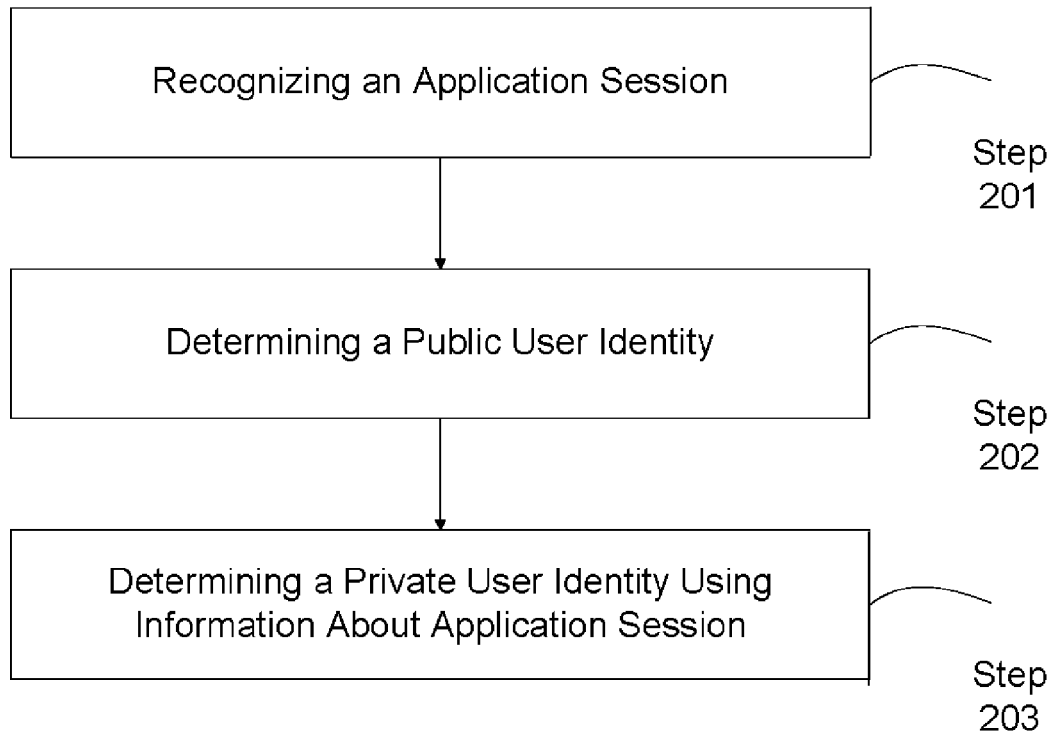 Recognizing an Application Session
Step
201
Determining a Public User Identity
Step
202
Determining a Private User Identity Using
Information About Application Session
Step
203